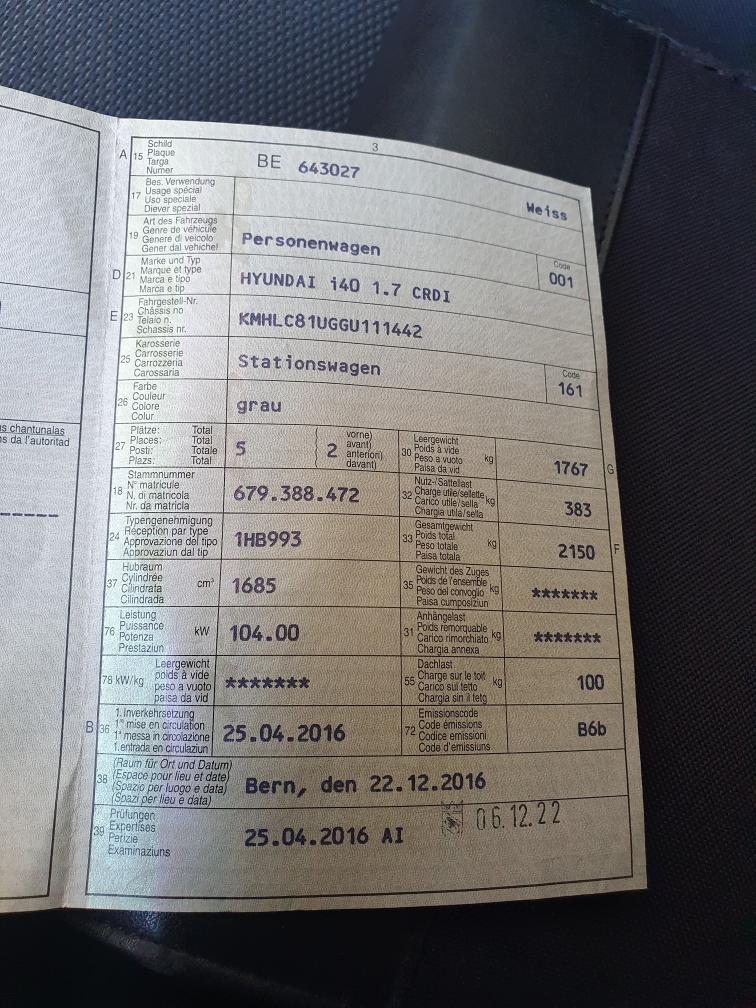 3
A 15 Schild
Plaque
Targa
Numer
BE 643027
17 Bes. Verwendung
Usage spécial
Uso speciale
Diever spezial
Weiss
19 Art des Fahrzeugs
Genre de véhicule
Genere di veicolo
Gener dal vehichel
Personenwagen
Code
001
D 21 Marke und Typ
Marque et type
Marca e tipo
Marca e tip
HYUNDAI i40 1.7 CRDI
E 23 Fahrgestell-Nr.
Châssis no
Telaio n.
Schassis nr.
KMHLC81UGGU111442
25 Karosserie
Carrosserie
Carrozzeria
Carossaria
Stationswagen
Code
161
26 Farbe
Couleur
Colore
Colur
grau
27 Plätze: Total
Places: Total
Posti: Totale
Plazs: Total
5
2
vorne)
avant)
anteriori)
davant)
30 Leergewicht
Poids à vide
Peso a vuoto
Paisa da vid
kg
1767 G
18 Stammnummer
N° matricule
N. di matricola
Nr. da matricla
679.388.472
32 Nutz-/Sattellast
Charge utile/sellette
Carico utile/sella
Chargia utila/sella
kg
383
24 Typengenehmigung
Réception par type
Approvazione del tipo
Approvaziun dal tip
1HB993
33 Gesamtgewicht
Poids total
Peso totale
Paisa totala
kg
2150 F
37 Hubraum
Cylindrée
Cilindrata
Cilindrada
cm³
1685
35 Gewicht des Zuges
Poids de l'ensemble
Peso del convoglio
Paisa cumposiziun
kg
*******
76 Leistung
Puissance
Potenza
Prestaziun
kW
104.00
31 Anhängelast
Poids remorquable
Carico rimorchiato
Chargia annexa
kg
*******
78 kW/kg
Leergewicht
poids à vide
peso a vuoto
paisa da vid
*******
55 Dachlast
Charge sur le toit
Carico sul tetto
Chargia sin il tetg
kg
100
B 36 1. Inverkehrsetzung
1re mise en circulation
1a messa in circolazione
1. entrada en circulaziun
25.04.2016
72 Emissionscode
Code émissions
Codice emissioni
Code d'emissiuns
B6b
38 (Raum für Ort und Datum)
(Espace pour lieu et date)
(Spazio per luogo e data)
(Spazi per lieu e data)
Bern, den 22.12.2016
39 Prüfungen
Expertises
Perizie
Examinaziuns
25.04.2016 AI
06.12.22
s chantunalas
s da l'autoritad